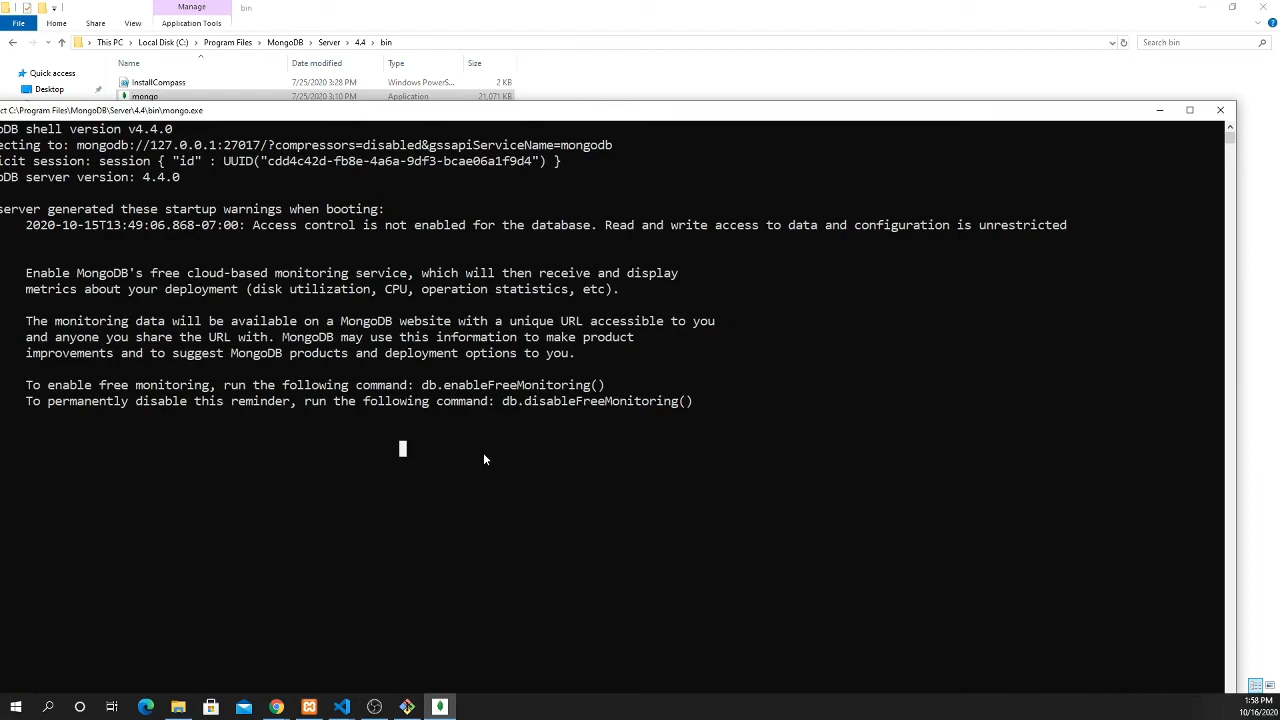 Manage
bin
File
Home
Share
View
Application Tools
This PC > Local Disk (C:) > Program Files > MongoDB > Server > 4.4 > bin
Search bin
Quick access
Desktop
Name
Date modified
Type
Size
InstallCompass
7/25/2020 3:28 PM
Windows PowerS...
2 KB
mongo
7/25/2020 3:10 PM
Application
21,071 KB
ct C:\Program Files\MongoDB\Server\4.4\bin\mongo.exe
oDB shell version v4.4.0
ecting to: mongodb://127.0.0.1:27017/?compressors=disabled&gssapiServiceName=mongodb
icit session: session { "id" : UUID("cdd4c42d-fb8e-4a6a-9df3-bcae06a1f9d4") }
oDB server version: 4.4.0
server generated these startup warnings when booting:
2020-10-15T13:49:06.868-07:00: Access control is not enabled for the database. Read and write access to data and configuration is unrestricted
Enable MongoDB's free cloud-based monitoring service, which will then receive and display
metrics about your deployment (disk utilization, CPU, operation statistics, etc).
The monitoring data will be available on a MongoDB website with a unique URL accessible to you
and anyone you share the URL with. MongoDB may use this information to make product
improvements and to suggest MongoDB products and deployment options to you.
To enable free monitoring, run the following command: db.enableFreeMonitoring()
To permanently disable this reminder, run the following command: db.disableFreeMonitoring()
1:58 PM
10/16/2020